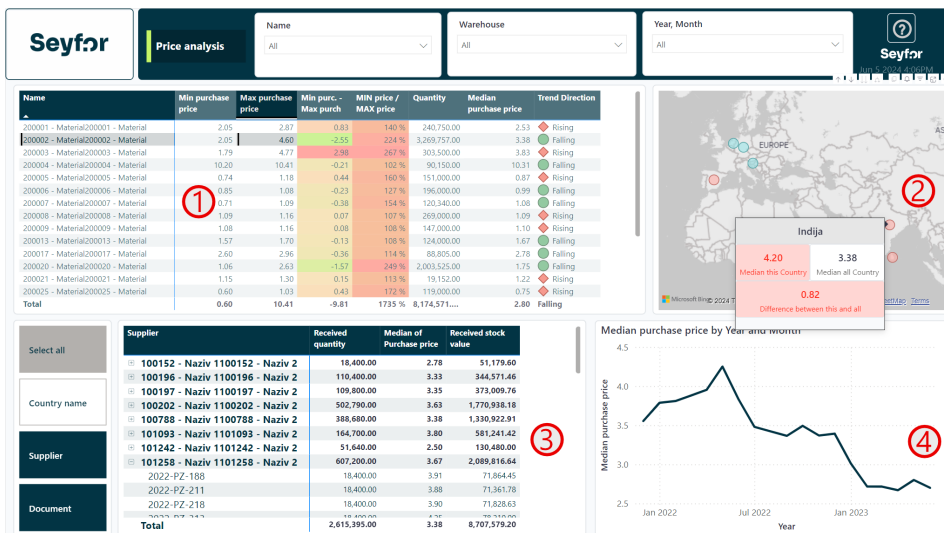 Seyfor
Price analysis
Name
All
Warehouse
All
Year, Month
All
Seyfor
Jun 5 2024 4:06PM
Name Min purchase price Max purchase price Min purc. - Max purch MIN price / MAX price Quantity Median purchase price Trend Direction
200001 - Material200001 - Material 2.05 2.87 0.83 140 % 240,750.00 2.53 Rising
200002 - Material200002 - Material 2.05 4.60 -2.55 224 % 3,269,757.00 3.38 Falling
200003 - Material200003 - Material 1.79 4.77 2.98 267 % 303,500.00 3.83 Rising
200004 - Material200004 - Material 10.20 10.41 -0.21 102 % 90,150.00 10.31 Falling
200005 - Material200005 - Material 0.74 1.18 0.44 160 % 151,000.00 0.87 Rising
200006 - Material200006 - Material 0.85 1.08 -0.23 127 % 196,000.00 0.99 Falling
200007 - Material200007 - Material 0.71 1.09 -0.38 154 % 120,340.00 1.08 Falling
200008 - Material200008 - Material 1.09 1.16 0.07 107 % 269,000.00 1.09 Rising
200009 - Material200009 - Material 1.08 1.16 0.08 108 % 147,000.00 1.10 Rising
200013 - Material200013 - Material 1.57 1.70 -0.13 108 % 124,000.00 1.67 Falling
200017 - Material200017 - Material 2.60 2.96 -0.36 114 % 88,805.00 2.78 Falling
200020 - Material200020 - Material 1.06 2.63 -1.57 249 % 2,003,525.00 1.75 Falling
200021 - Material200021 - Material 1.15 1.30 0.15 113 % 19,152.00 1.22 Rising
200025 - Material200025 - Material 0.60 1.03 0.43 172 % 119,000.00 0.75 Rising
Total 0.60 10.41 -9.81 1735 % 8,174,571.... 2.80 Falling
1
EUROPE
AS
2
Indija
4.20 3.38
Median this Country Median all Country
0.82
Difference between this and all
Microsoft Bing © 2024 T
etMap Terms
Select all
Country name
Supplier
Document
Supplier Received quantity Median of Purchase price Received stock value
100152 - Naziv 1100152 - Naziv 2 18,400.00 2.78 51,179.60
100196 - Naziv 1100196 - Naziv 2 110,400.00 3.33 344,571.46
100197 - Naziv 1100197 - Naziv 2 109,800.00 3.35 373,009.76
100202 - Naziv 1100202 - Naziv 2 502,790.00 3.63 1,770,938.18
100788 - Naziv 1100788 - Naziv 2 388,680.00 3.38 1,330,922.91
101093 - Naziv 1101093 - Naziv 2 164,700.00 3.80 581,241.42
101242 - Naziv 1101242 - Naziv 2 51,640.00 2.50 130,480.00
101258 - Naziv 1101258 - Naziv 2 607,200.00 3.67 2,089,816.64
2022-PZ-188 18,400.00 3.91 71,864.45
2022-PZ-211 18,400.00 3.88 71,361.78
2022-PZ-218 18,400.00 3.90 71,828.63
Total 2,615,395.00 3.38 8,707,579.20
3
Median purchase price by Year and Month
Median purchase price
4.5
4.0
3.5
3.0
2.5
Jan 2022 Jul 2022 Jan 2023
Year
4